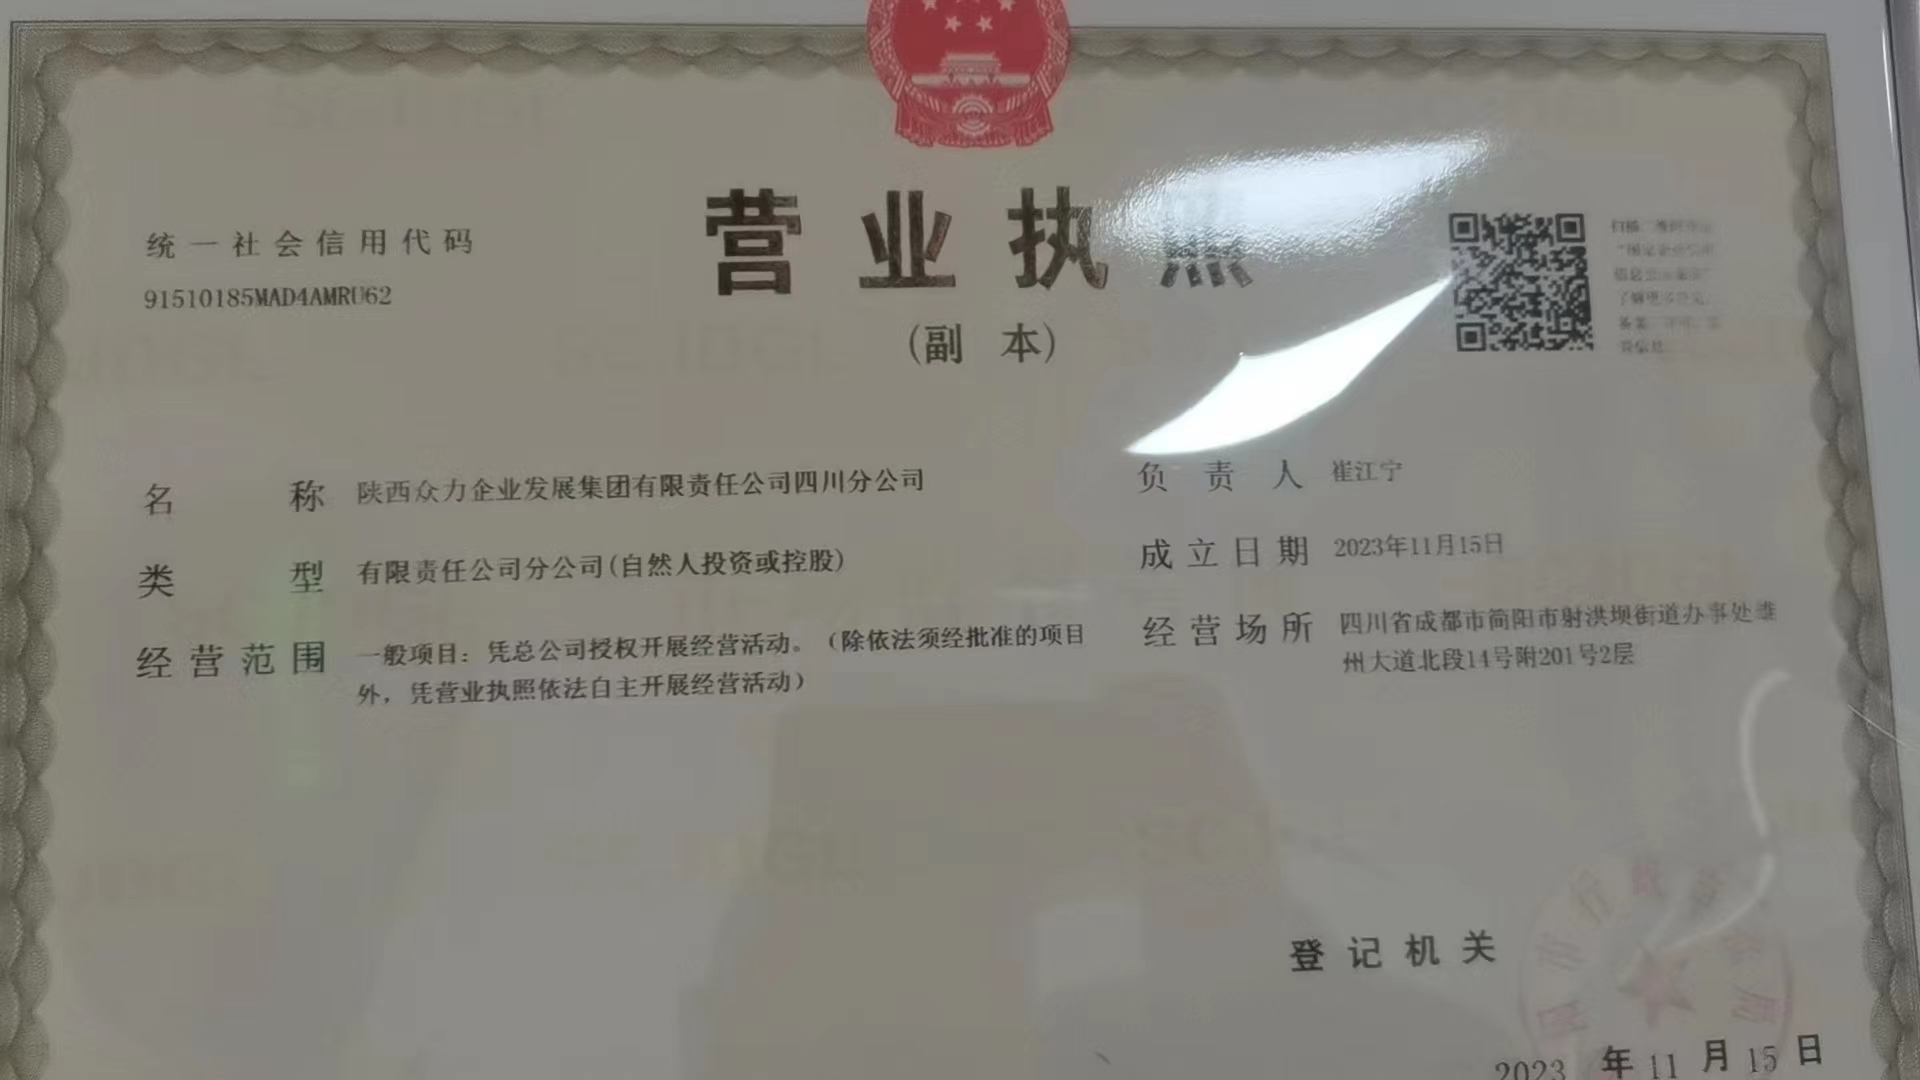 营业执照
(副 本)
统一社会信用代码
91510185MAD4AMRU62
名 称 陕西众力企业发展集团有限责任公司四川分公司
类 型 有限责任公司分公司(自然人投资或控股)
经营范围 一般项目：凭总公司授权开展经营活动。（除依法须经批准的项目
外，凭营业执照依法自主开展经营活动）
负 责 人 崔江宁
成立日期 2023年11月15日
经营场所 四川省成都市简阳市射洪坝街道办事处雄
州大道北段14号附201号2层
登记机关
2023 年 11 月 15 日